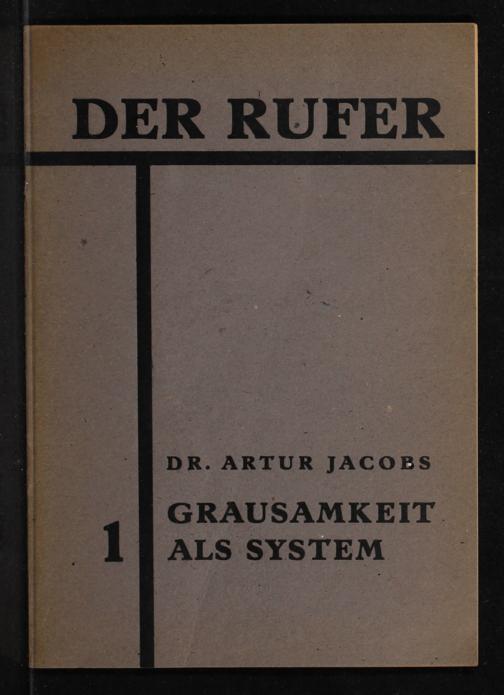 DER RUFER
DR. ARTUR JACOBS
GRAUSAMKEIT
1
ALS SYSTEM